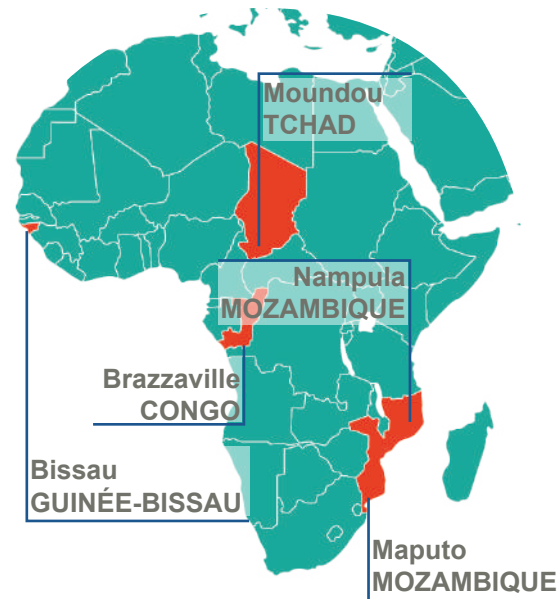 Moundou
TCHAD
Nampula
MOZAMBIQUE
Brazzaville
CONGO
Bissau
GUINÉE-BISSAU
Maputo
MOZAMBIQUE